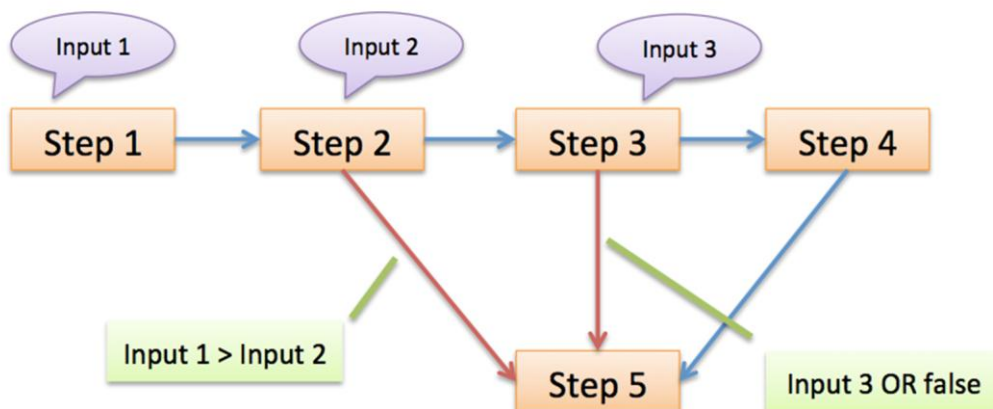 Input 1
Input 2
Input 3
Step 1
Step 2
Step 3
Step 4
Input 1 > Input 2
Step 5
Input 3 OR false